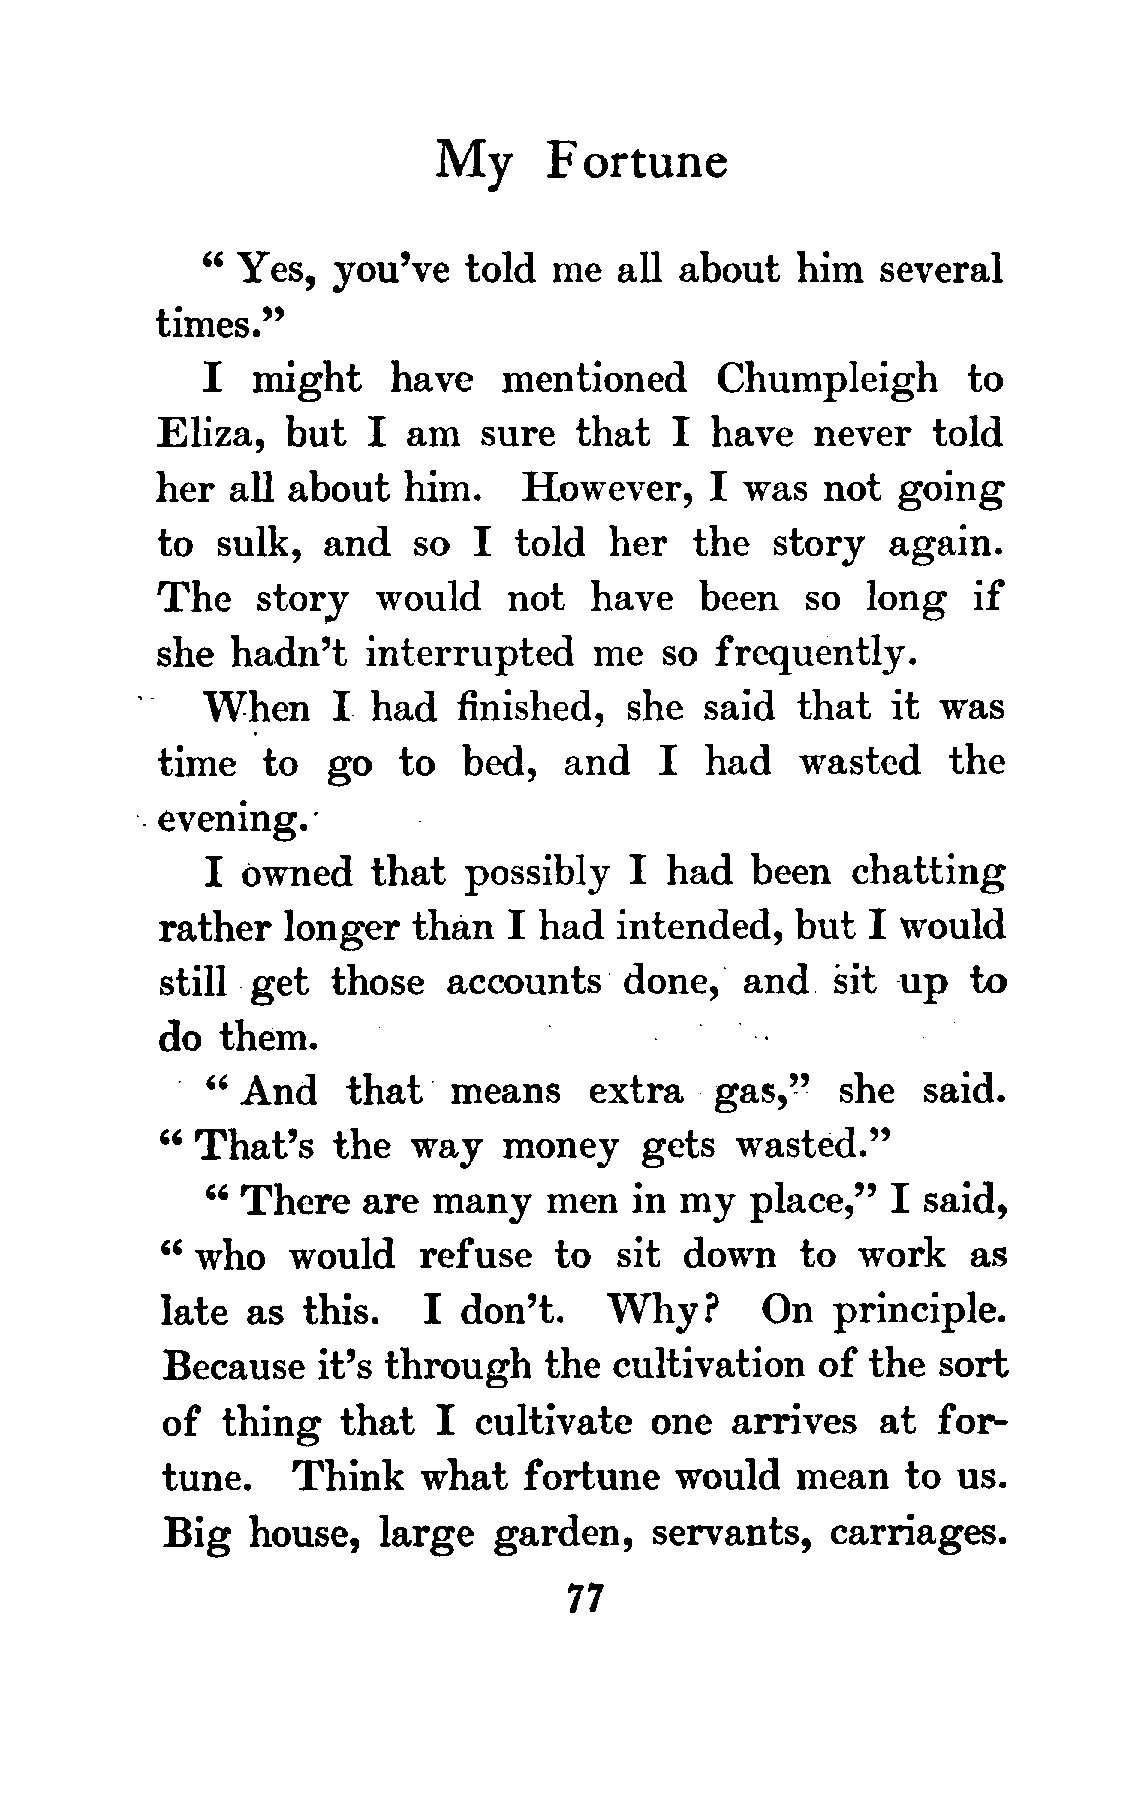 My Fortune
“ Yes, you’ve told me all about him several
times.”
I might have mentioned Chumpleigh to
Eliza, but I am sure that I have never told
her all about him. However, I was not going
to sulk, and so I told her the story again.
The story would not have been so long if
she hadn’t interrupted me so frequently.
When I had finished, she said that it was
time to go to bed, and I had wasted the
evening.
I owned that possibly I had been chatting
rather longer than I had intended, but I would
still get those accounts done, and sit up to
do them.
“ And that means extra gas,” she said.
“ That’s the way money gets wasted.”
“ There are many men in my place,” I said,
“ who would refuse to sit down to work as
late as this. I don’t. Why? On principle.
Because it’s through the cultivation of the sort
of thing that I cultivate one arrives at for-
tune. Think what fortune would mean to us.
Big house, large garden, servants, carriages.
77